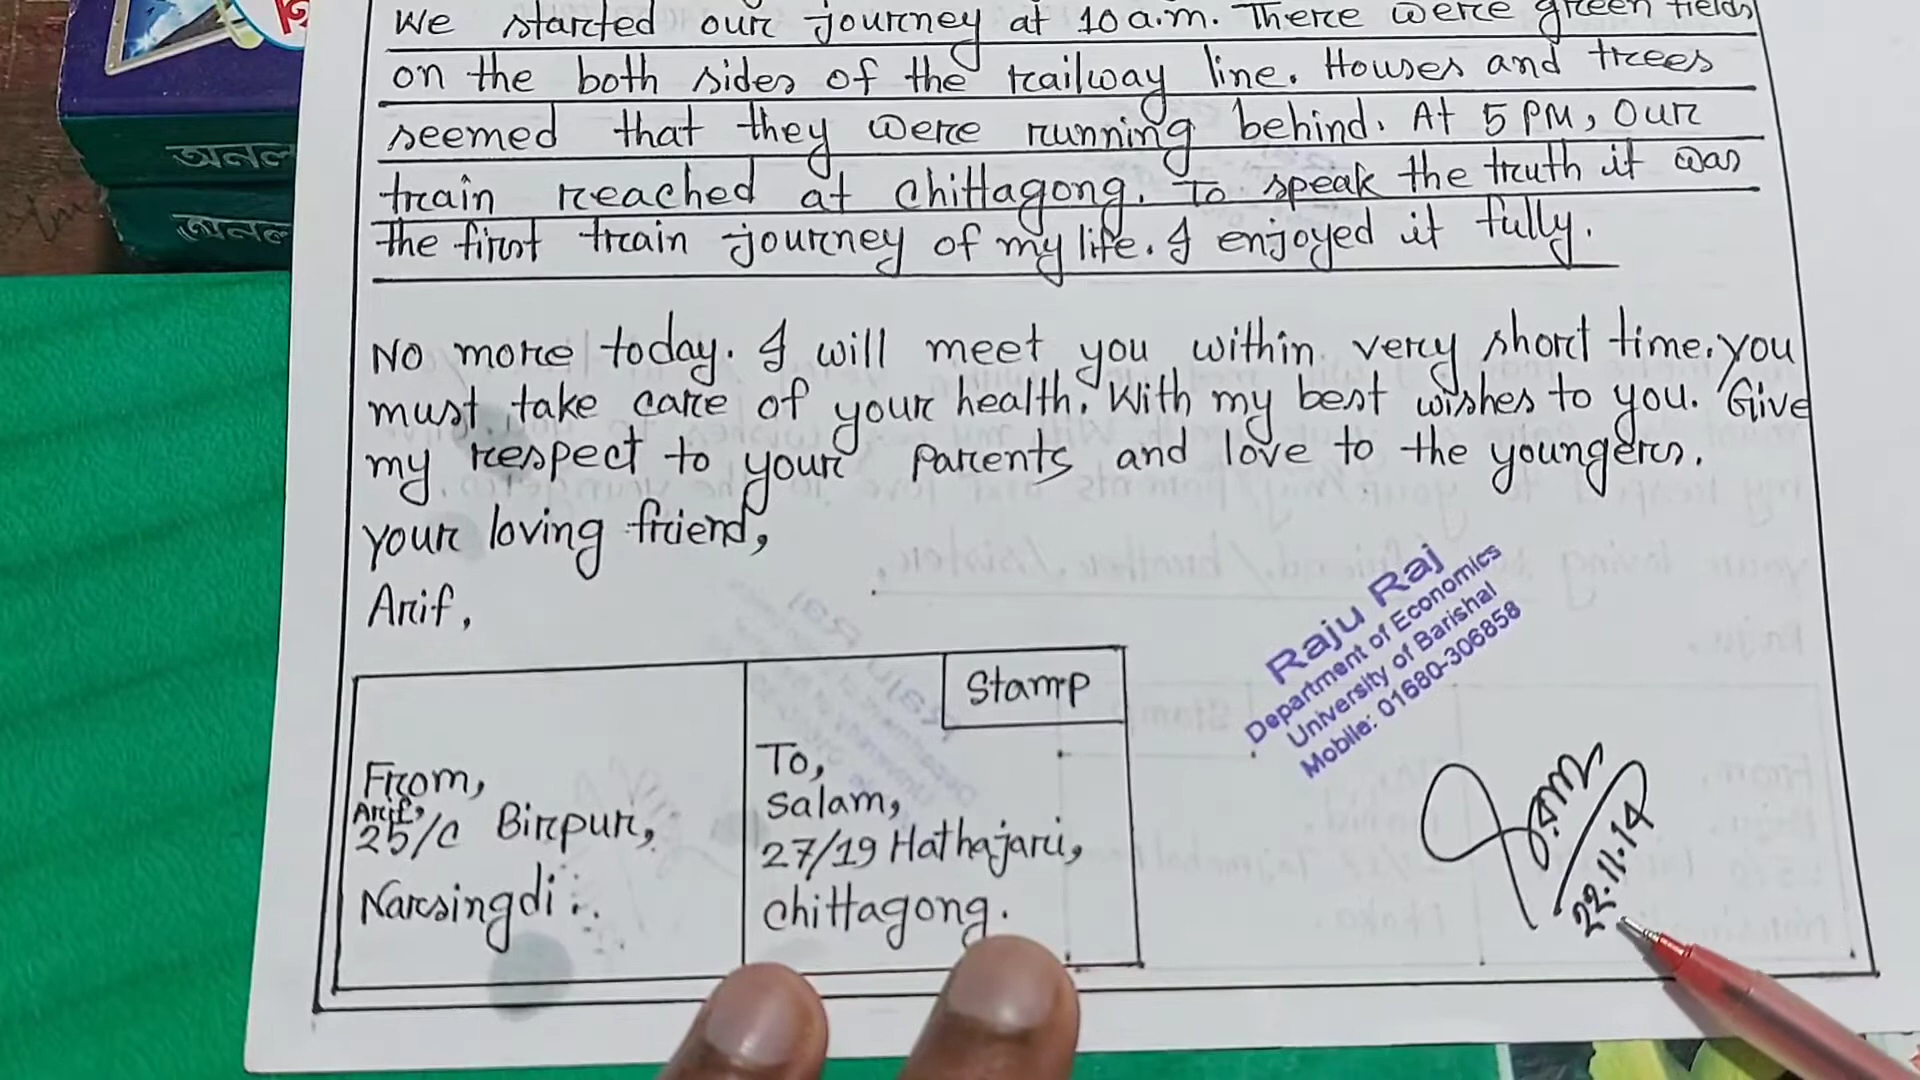 We started our journey at 10 a.m. There were green fields
on the both sides of the railway line. Houses and trees
seemed that they were running behind. At 5 PM, Our
train reached at Chittagong. To speak the truth it was
the first train journey of my life. I enjoyed it fully.
No more today. I will meet you within very short time. you
must take care of your health. With my best wishes to you. Give
my respect to your parents and love to the youngers.
your loving friend,
Arif,
Stamp
From,
Arif,
25/C Birpur,
Narsingdi
To,
Salam,
27/19 Hathajari,
Chittagong.
Raju Raj
Department of Economics
University of Barishal
Mobile: 01680-306858
22.11.14